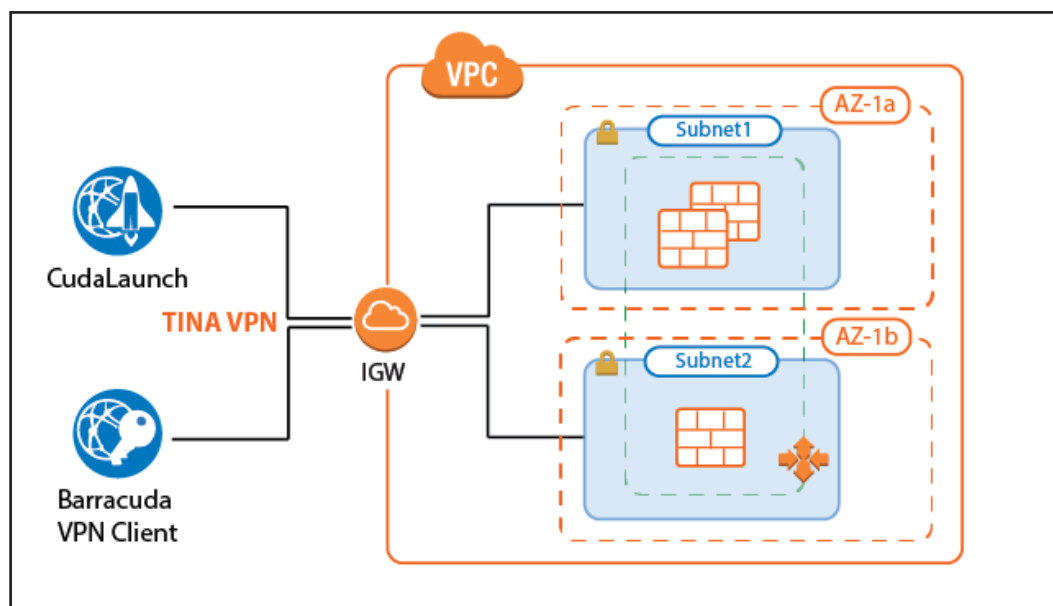 VPC
AZ-1a
Subnet1
CudaLaunch
TINA VPN
IGW
AZ-1b
Subnet2
Barracuda
VPN Client